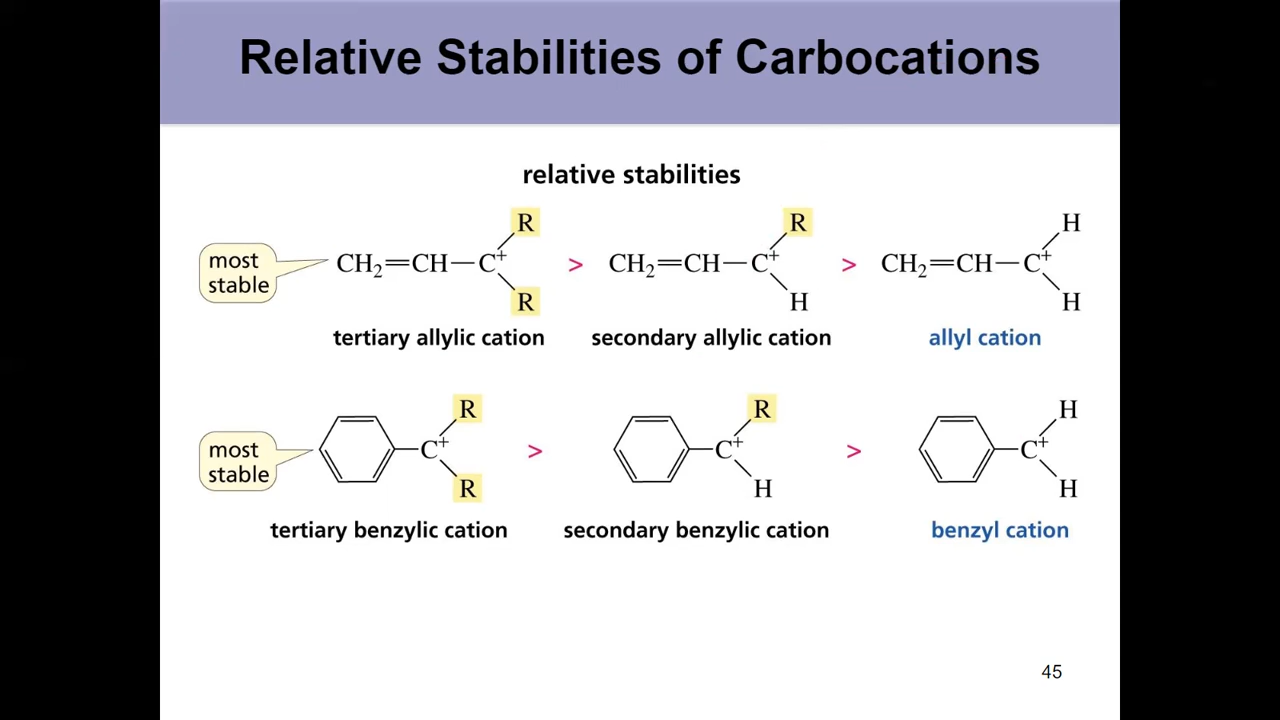 Relative Stabilities of Carbocations
relative stabilities
most
stable
R
CH₂=CH—C⁺
R
>
R
CH₂=CH—C⁺
H
>
H
CH₂=CH—C⁺
H
tertiary allylic cation
secondary allylic cation
allyl cation
most
stable
R
C⁺
R
>
R
C⁺
H
>
H
C⁺
H
tertiary benzylic cation
secondary benzylic cation
benzyl cation
45